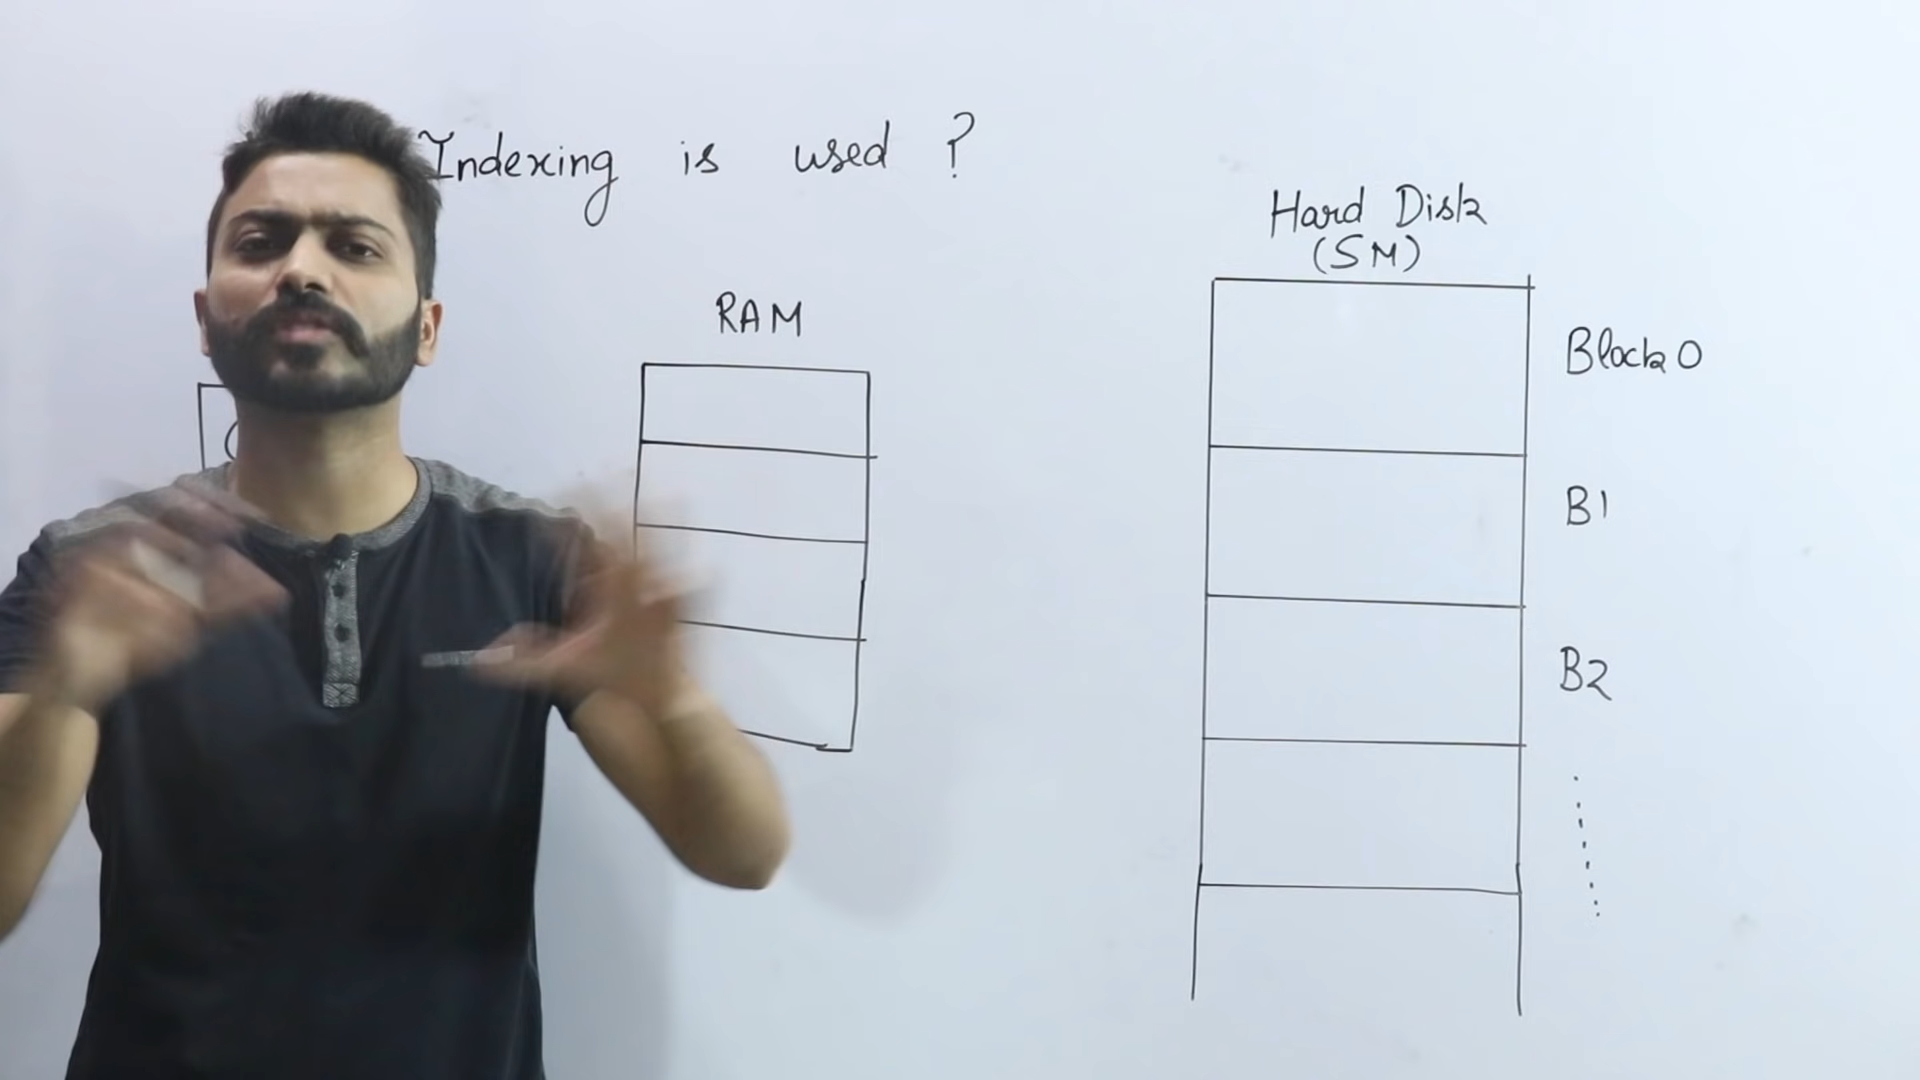 Indexing is used ?
Hard Disk
(SM)
RAM
Block 0
B1
B2